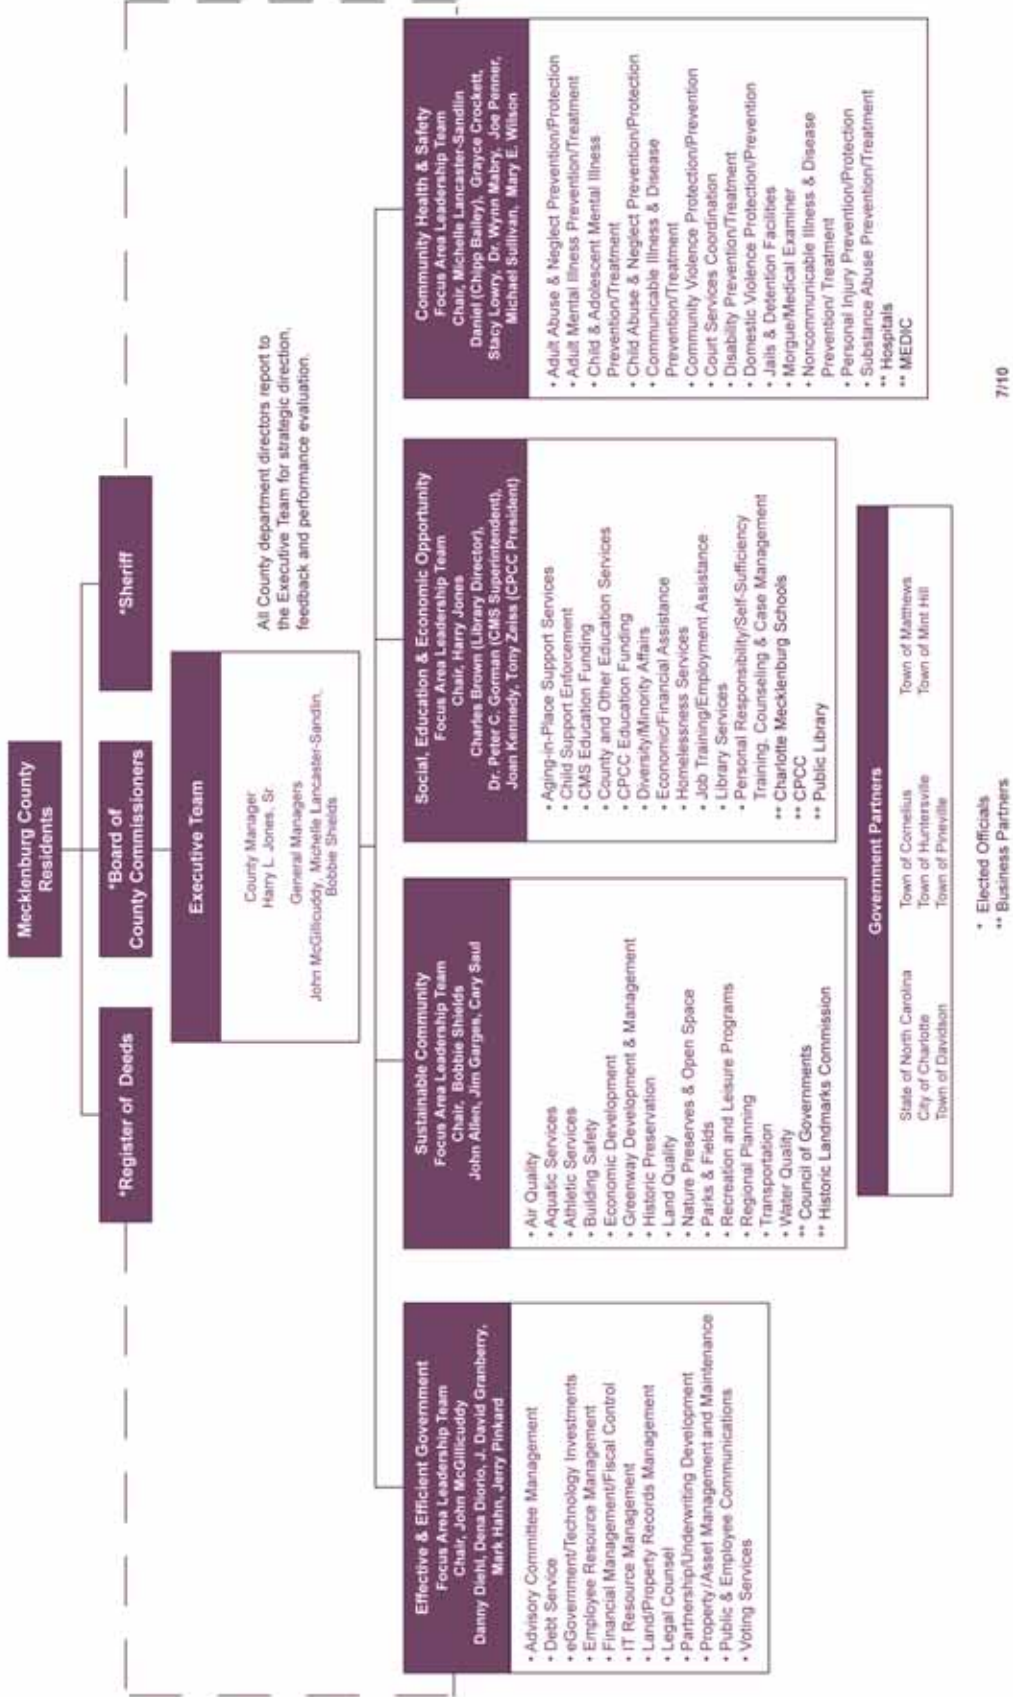 Mecklenburg County
Residents
*Register of Deeds
*Board of
County Commissioners
*Sheriff
Executive Team
County Manager
Harry L. Jones, Sr
General Managers
John McGillicuddy, Michelle Lancaster-Sandlin,
Bobbie Shields
All County department directors report to
the Executive Team for strategic direction,
feedback and performance evaluation.
Effective & Efficient Government
Focus Area Leadership Team
Chair, John McGillicuddy
Danny Diehl, Dena Diorio, J. David Granberry,
Mark Hahn, Jerry Pinkard
• Advisory Committee Management
• Debt Service
• eGovernment/Technology Investments
• Employee Resource Management
• Financial Management/Fiscal Control
• IT Resource Management
• Land/Property Records Management
• Legal Counsel
• Partnership/Underwriting Development
• Property/Asset Management and Maintenance
• Public & Employee Communications
• Voting Services
Sustainable Community
Focus Area Leadership Team
Chair, Bobbie Shields
John Allen, Jim Garges, Cary Saul
• Air Quality
• Aquatic Services
• Athletic Services
• Building Safety
• Economic Development
• Greenway Development & Management
• Historic Preservation
• Land Quality
• Nature Preserves & Open Space
• Parks & Fields
• Recreation and Leisure Programs
• Regional Planning
• Transportation
• Water Quality
** Council of Governments
** Historic Landmarks Commission
Social, Education & Economic Opportunity
Focus Area Leadership Team
Chair, Harry Jones
Charles Brown (Library Director),
Dr. Peter C. Gorman (CMS Superintendent),
Joan Kennedy, Tony Zeiss (CPCC President)
• Aging-in-Place Support Services
• Child Support Enforcement
• CMS Education Funding
• County and Other Education Services
• CPCC Education Funding
• Diversity/Minority Affairs
• Economic/Financial Assistance
• Homelessness Services
• Job Training/Employment Assistance
• Library Services
• Personal Responsibility/Self-Sufficiency
Training, Counseling & Case Management
** Charlotte Mecklenburg Schools
** CPCC
** Public Library
Community Health & Safety
Focus Area Leadership Team
Chair, Michelle Lancaster-Sandlin
Daniel (Chipp Bailey), Grayce Crockett,
Stacy Lowry, Dr. Wynn Mabry, Joe Penner,
Michael Sullivan, Mary E. Wilson
• Adult Abuse & Neglect Prevention/Protection
• Adult Mental Illness Prevention/Treatment
• Child & Adolescent Mental Illness
Prevention/Treatment
• Child Abuse & Neglect Prevention/Protection
• Communicable Illness & Disease
Prevention/Treatment
• Community Violence Protection/Prevention
• Court Services Coordination
• Disability Prevention/Treatment
• Domestic Violence Protection/Prevention
• Jails & Detention Facilities
• Morgue/Medical Examiner
• Noncommunicable Illness & Disease
Prevention/ Treatment
• Personal Injury Prevention/Protection
• Substance Abuse Prevention/Treatment
** Hospitals
** MEDIC
Government Partners
State of North Carolina
City of Charlotte
Town of Davidson
Town of Cornelius
Town of Huntersville
Town of Pineville
Town of Matthews
Town of Mint Hill
* Elected Officials
** Business Partners
7/10